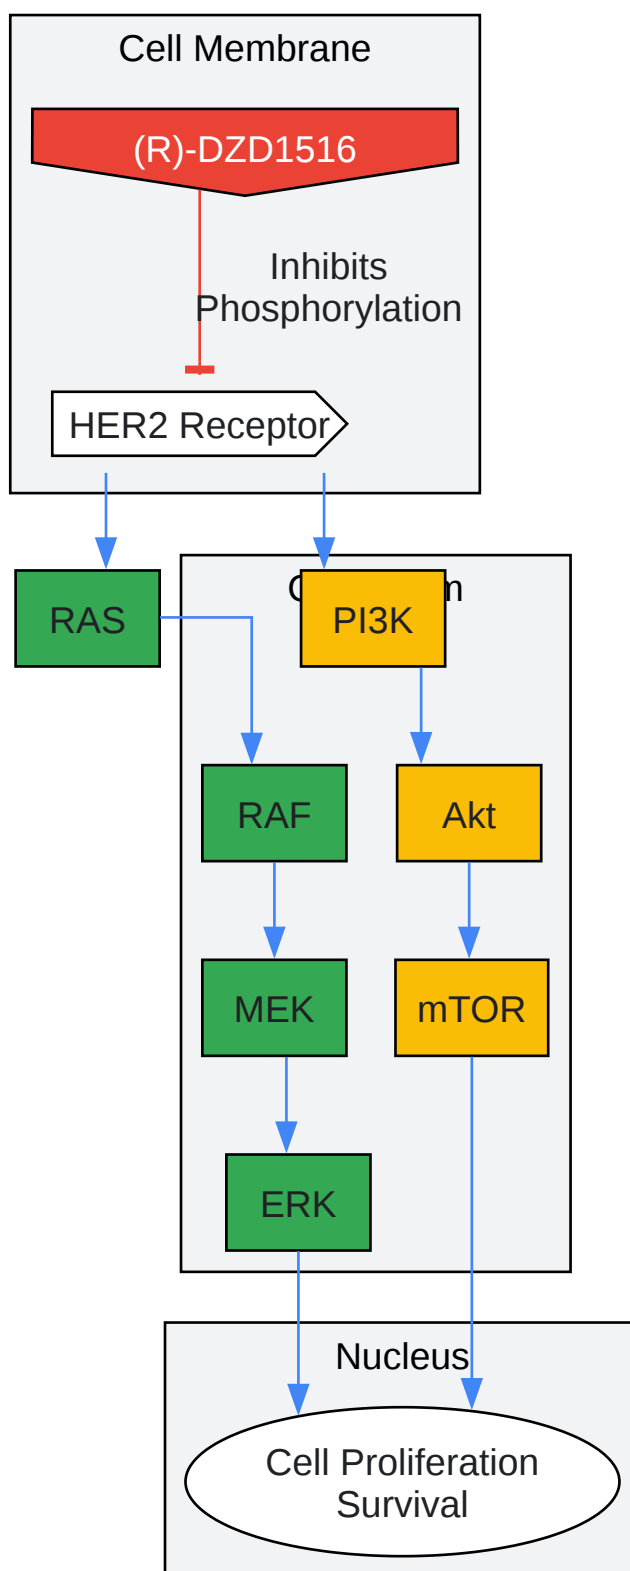 Cell Membrane
(R)-DZD1516
Inhibits
Phosphorylation
HER2 Receptor
RAS
PI3K
RAF
Akt
MEK
mTOR
ERK
Nucleus
Cell Proliferation
Survival